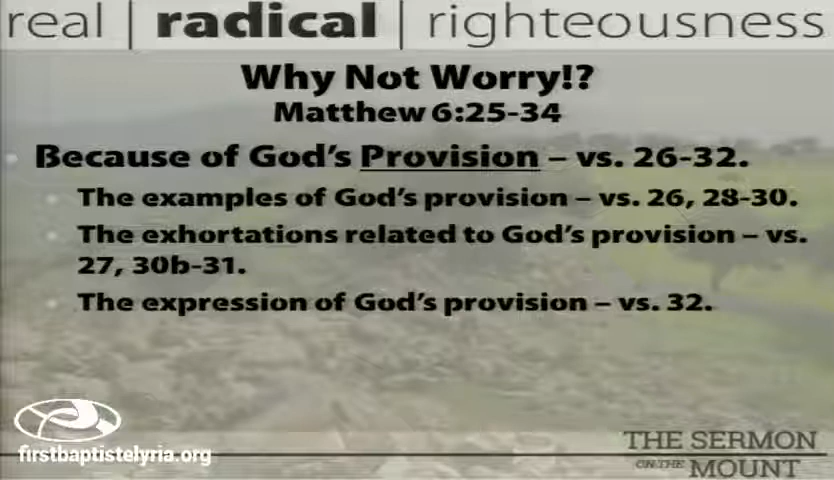 real | radical | righteousness
Why Not Worry!?
Matthew 6:25-34
Because of God's Provision – vs. 26-32.
The examples of God's provision – vs. 26, 28-30.
The exhortations related to God's provision – vs.
27, 30b-31.
The expression of God's provision – vs. 32.
firstbaptistelyria.org
THE SERMON
ON THE MOUNT